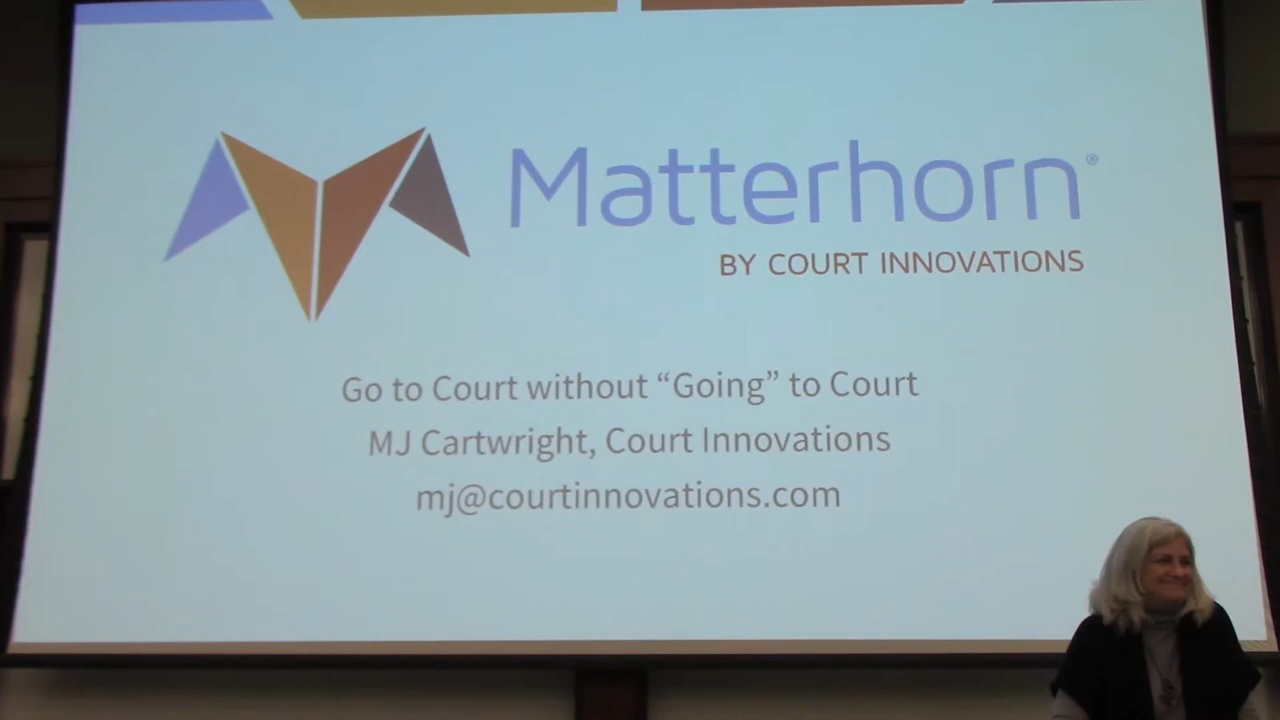 Matterhorn®
BY COURT INNOVATIONS
Go to Court without “Going” to Court
MJ Cartwright, Court Innovations
mj@courtinnovations.com